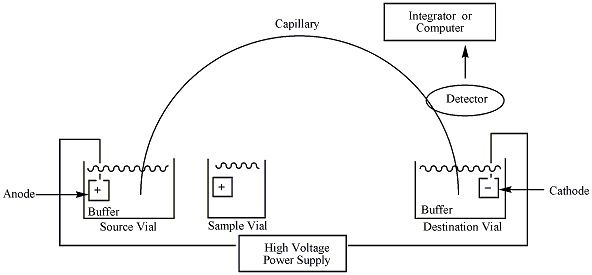 Capillary
Integrator or
Computer
Detector
Anode
+
Buffer
Source Vial
+
Sample Vial
Buffer
−
Cathode
Destination Vial
High Voltage
Power Supply